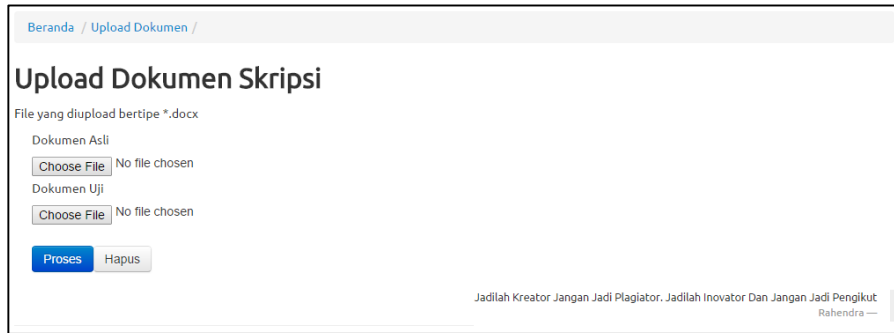 Beranda / Upload Dokumen /
Upload Dokumen Skripsi
File yang diupload bertipe *.docx
Dokumen Asli
Choose File No file chosen
Dokumen Uji
Choose File No file chosen
Proses Hapus
Jadilah Kreator Jangan Jadi Plagiator. Jadilah Inovator Dan Jangan Jadi Pengikut
Rahendra —